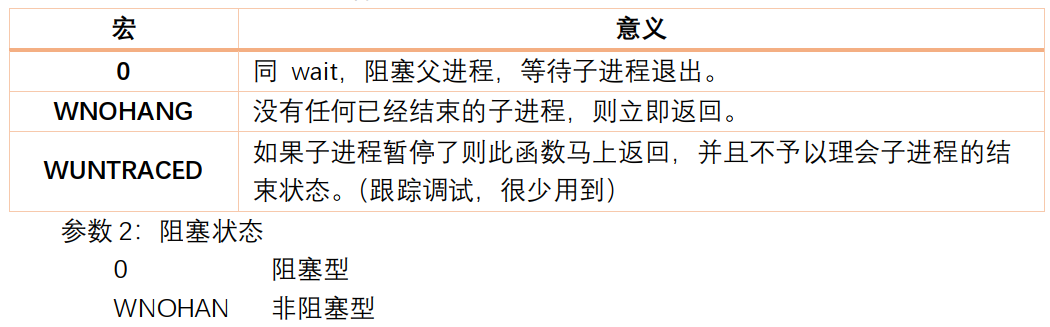 宏 意义
0 同 wait，阻塞父进程，等待子进程退出。
WNOHANG 没有任何已经结束的子进程，则立即返回。
WUNTRACED 如果子进程暂停了则此函数马上返回，并且不予以理会子进程的结
束状态。（跟踪调试，很少用到）
参数 2：阻塞状态
0 阻塞型
WNOHAN 非阻塞型